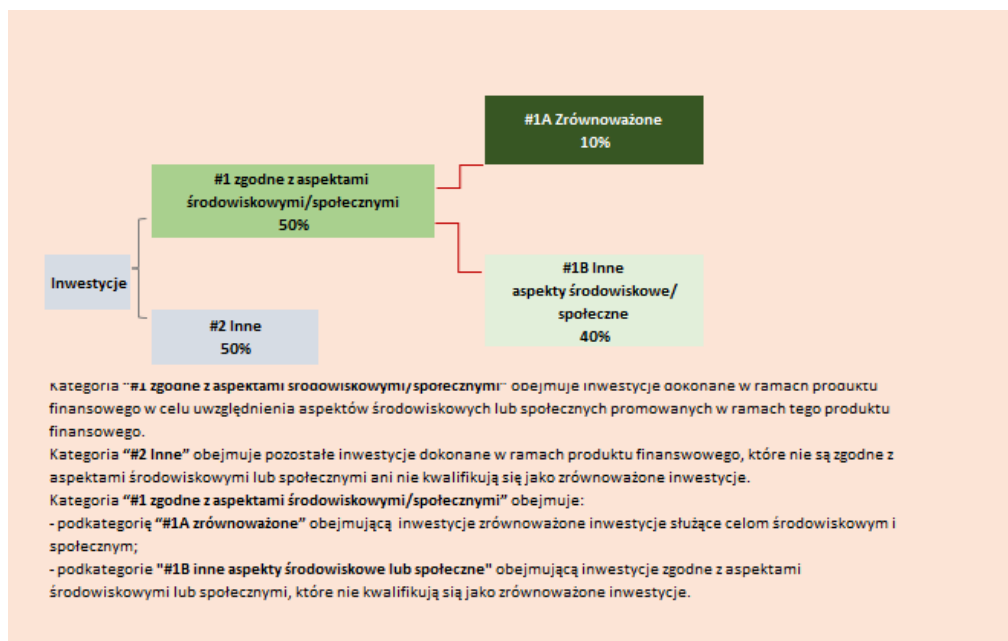 #1A Zrównoważone
10%
#1 zgodne z aspektami
środowiskowymi/społecznymi
50%
#1B Inne
aspekty środowiskowe/
społeczne
40%
Inwestycje
#2 Inne
50%
Kategoria "#1 zgodne z aspektami środowiskowymi/społecznymi" obejmuje inwestycje dokonane w ramach produktu
finansowego w celu uwzględnienia aspektów środowiskowych lub społecznych promowanych w ramach tego produktu
finansowego.
Kategoria “#2 Inne” obejmuje pozostałe inwestycje dokonane w ramach produktu finanswowego, które nie są zgodne z
aspektami środowiskowymi lub społecznymi ani nie kwalifikują się jako zrównoważone inwestycje.
Kategoria “#1 zgodne z aspektami środowiskowymi/społecznymi” obejmuje:
- podkategorię “#1A zrównoważone” obejmującą inwestycje zrównoważone inwestycje służące celom środowiskowym i
społecznym;
- podkategorie "#1B inne aspekty środowiskowe lub społeczne" obejmującą inwestycje zgodne z aspektami
środowiskowymi lub społecznymi, które nie kwalifikują sią jako zrównoważone inwestycje.